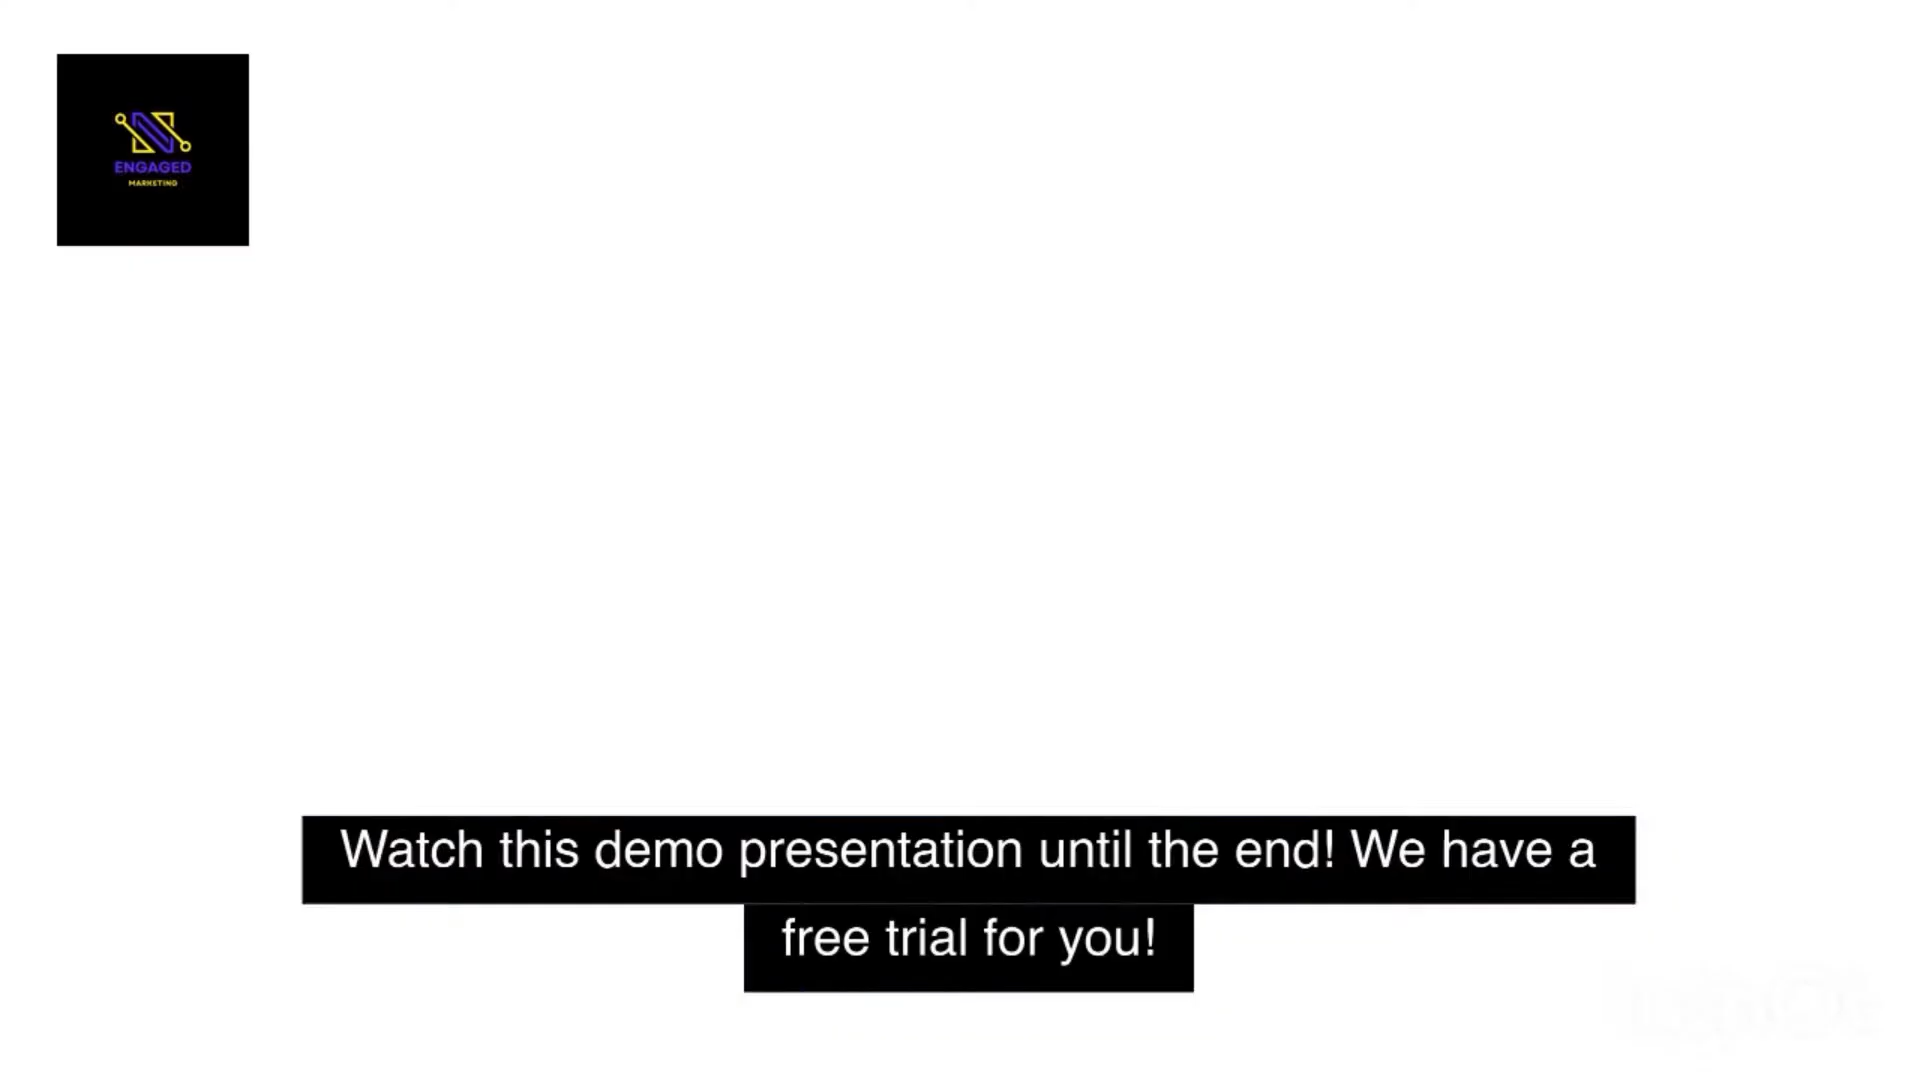 ENGAGED
MARKETING
Watch this demo presentation until the end! We have a
free trial for you!